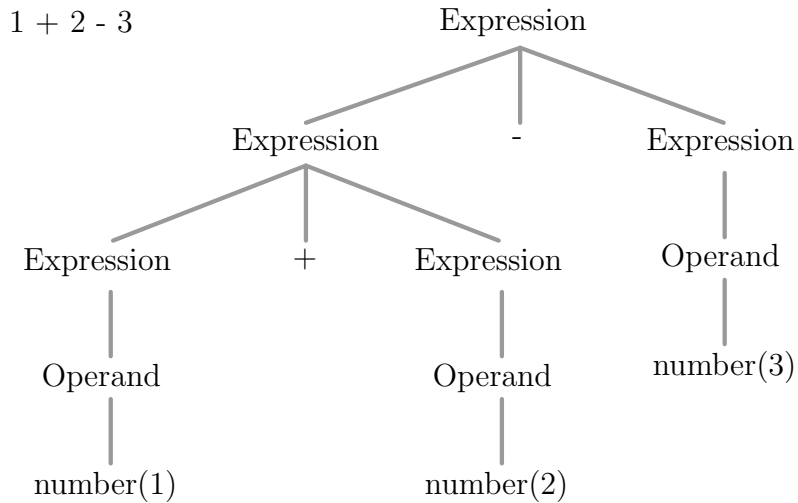 1 + 2 - 3
Expression
Expression
-
Expression
Expression
+
Expression
Operand
Operand
Operand
number(3)
number(1)
number(2)